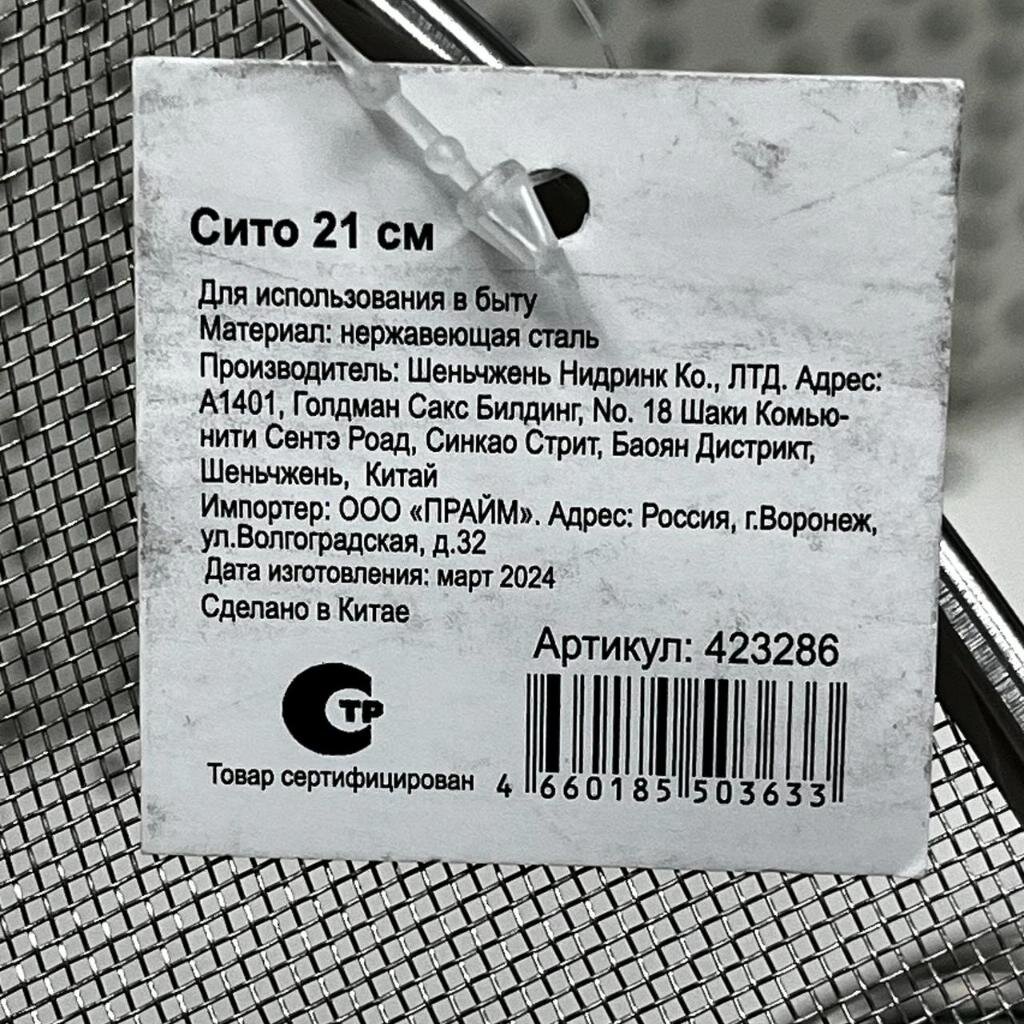 Сито 21 см
Для использования в быту
Материал: нержавеющая сталь
Производитель: Шеньчжень Нидринк Ко., ЛТД. Адрес:
А1401, Голдман Сакс Билдинг, No. 18 Шаки Комью-
нити Сентэ Роад, Синкао Стрит, Баоян Дистрикт,
Шеньчжень, Китай
Импортер: ООО «ПРАЙМ». Адрес: Россия, г.Воронеж,
ул.Волгоградская, д.32
Дата изготовления: март 2024
Сделано в Китае
Артикул: 423286
СТР
Товар сертифицирован
4 660185 503633